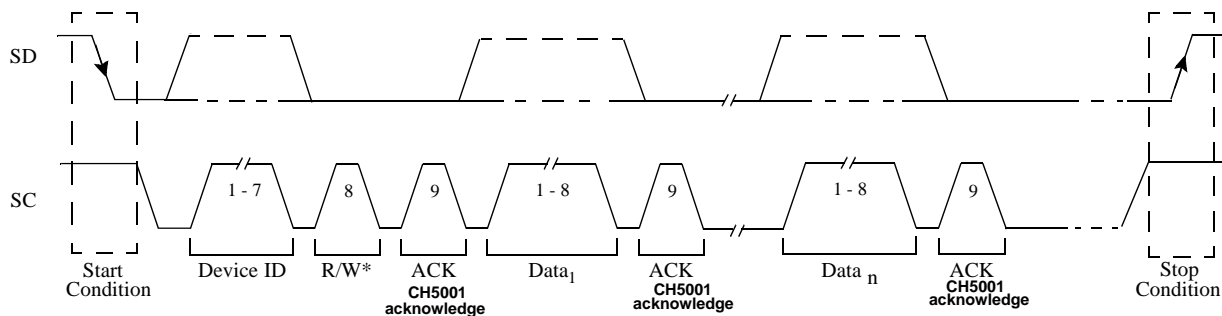 SD
SC
1 - 7
8
9
1 - 8
9
1 - 8
9
Start
Condition
Device ID
R/W*
ACK
CH5001
acknowledge
Data1
ACK
CH5001
acknowledge
Data n
ACK
CH5001
acknowledge
Stop
Condition